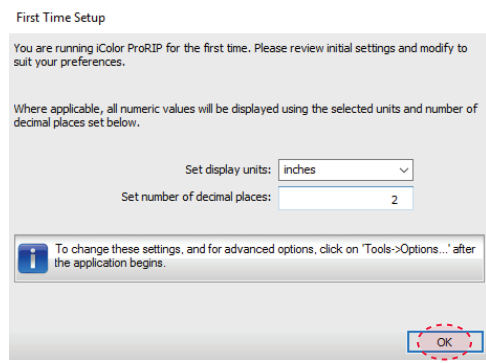 First Time Setup
You are running iColor ProRIP for the first time. Please review initial settings and modify to
suit your preferences.
Where applicable, all numeric values will be displayed using the selected units and number of
decimal places set below.
Set display units: inches
Set number of decimal places: 2
To change these settings, and for advanced options, click on 'Tools->Options...' after
the application begins.
OK